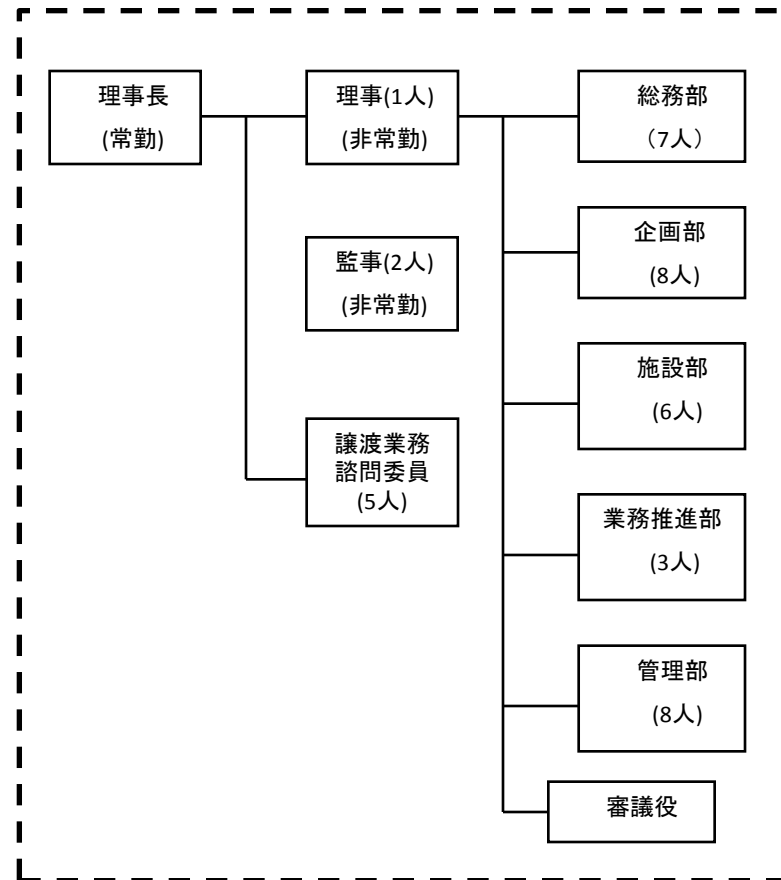 理事長
(常勤)
理事(1人)
(非常勤)
監事(2人)
(非常勤)
譲渡業務
諮問委員
(5人)
総務部
（7人）
企画部
(8人)
施設部
(6人)
業務推進部
(3人)
管理部
(8人)
審議役